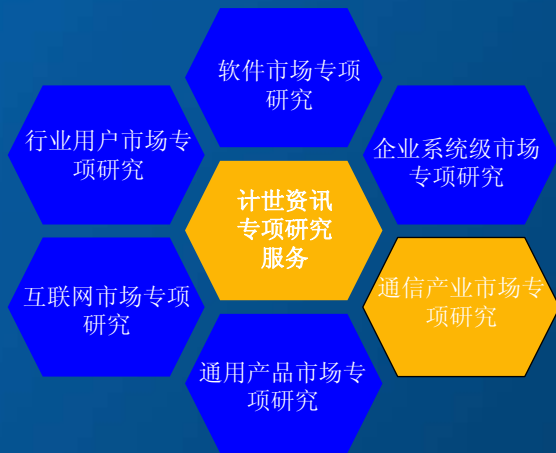 软件市场专项
研究
行业用户市场专
项研究
企业系统级市场
专项研究
计世资讯
专项研究
服务
互联网市场专项
研究
通信产业市场专
项研究
通用产品市场专
项研究